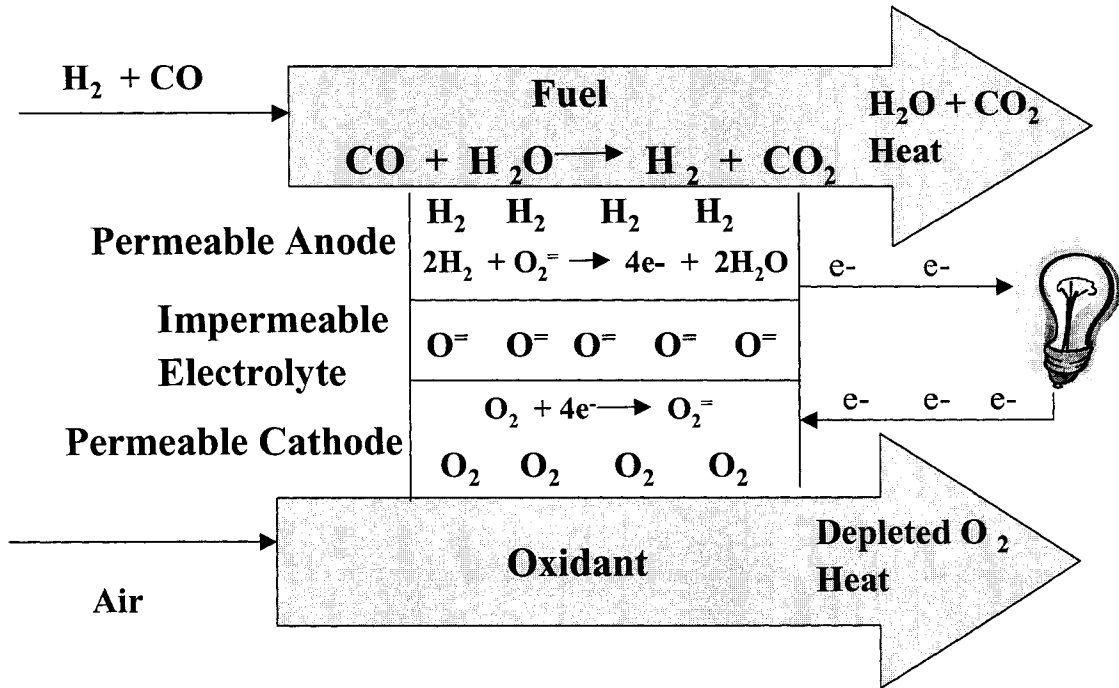 H₂ + CO
Fuel
CO + H₂O → H₂ + CO₂
H₂O + CO₂
Heat
H₂ H₂ H₂ H₂
Permeable Anode
2H₂ + O₂⁼ → 4e- + 2H₂O
e- e-
Impermeable
Electrolyte
O⁼ O⁼ O⁼ O⁼ O⁼
O₂ + 4e⁻ → O₂⁼
e- e- e-
Permeable Cathode
O₂ O₂ O₂ O₂
Air
Oxidant
Depleted O₂
Heat